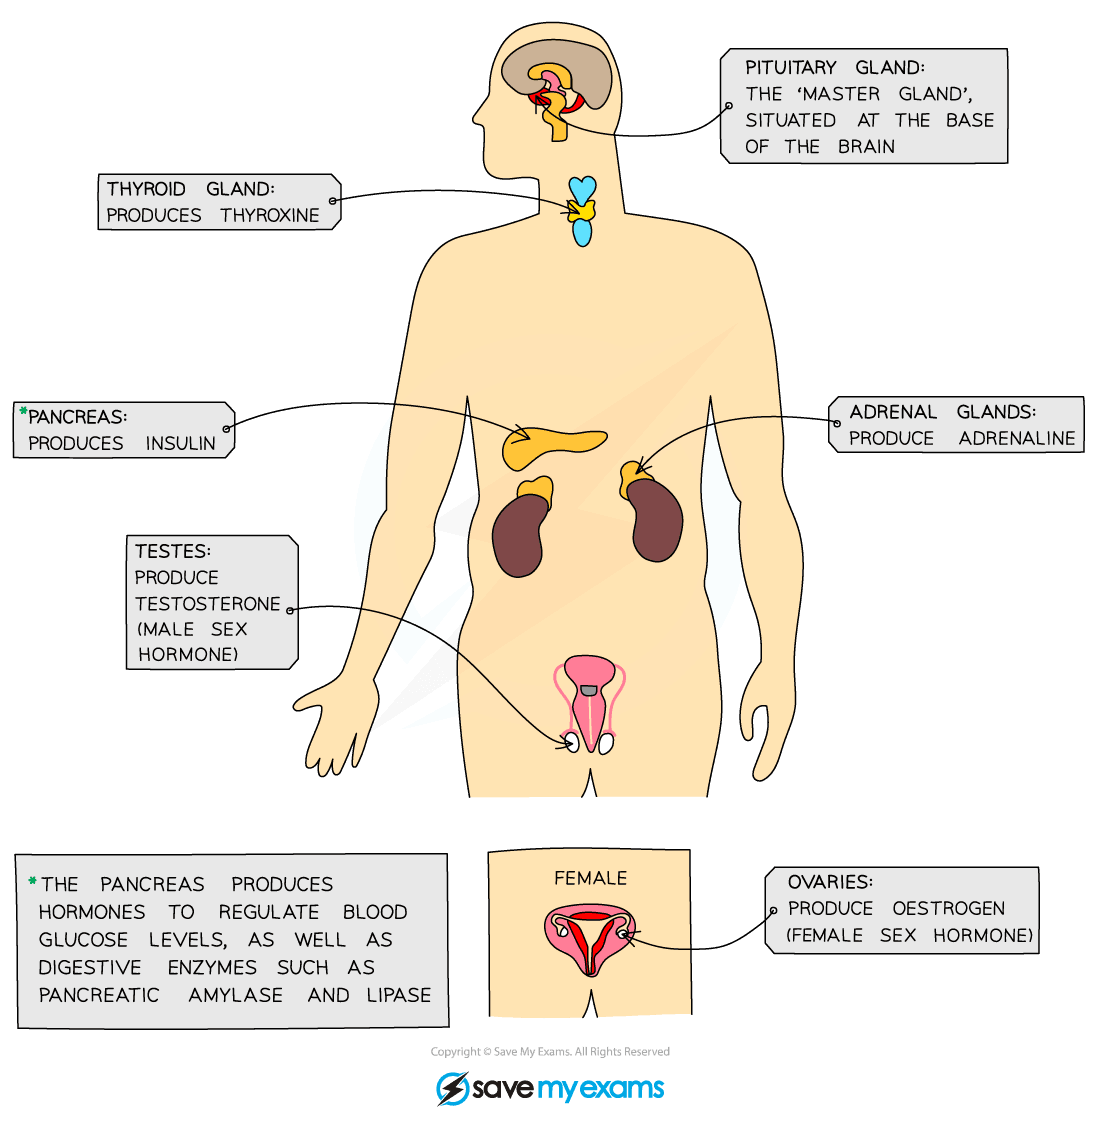 PITUITARY GLAND:
THE ‘MASTER GLAND’,
SITUATED AT THE BASE
OF THE BRAIN
THYROID GLAND:
PRODUCES THYROXINE
*PANCREAS:
PRODUCES INSULIN
ADRENAL GLANDS:
PRODUCE ADRENALINE
TESTES:
PRODUCE
TESTOSTERONE
(MALE SEX
HORMONE)
*THE PANCREAS PRODUCES
HORMONES TO REGULATE BLOOD
GLUCOSE LEVELS, AS WELL AS
DIGESTIVE ENZYMES SUCH AS
PANCREATIC AMYLASE AND LIPASE
FEMALE
OVARIES:
PRODUCE OESTROGEN
(FEMALE SEX HORMONE)
Copyright © Save My Exams. All Rights Reserved
save my exams